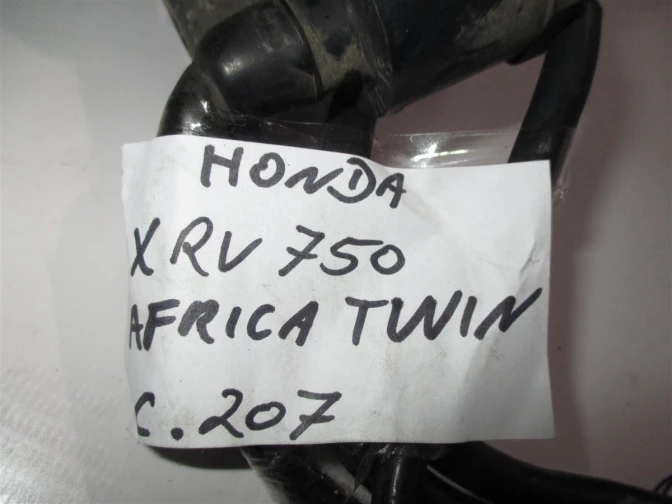 HONDA
XRV 750
AFRICA TWIN
C. 207